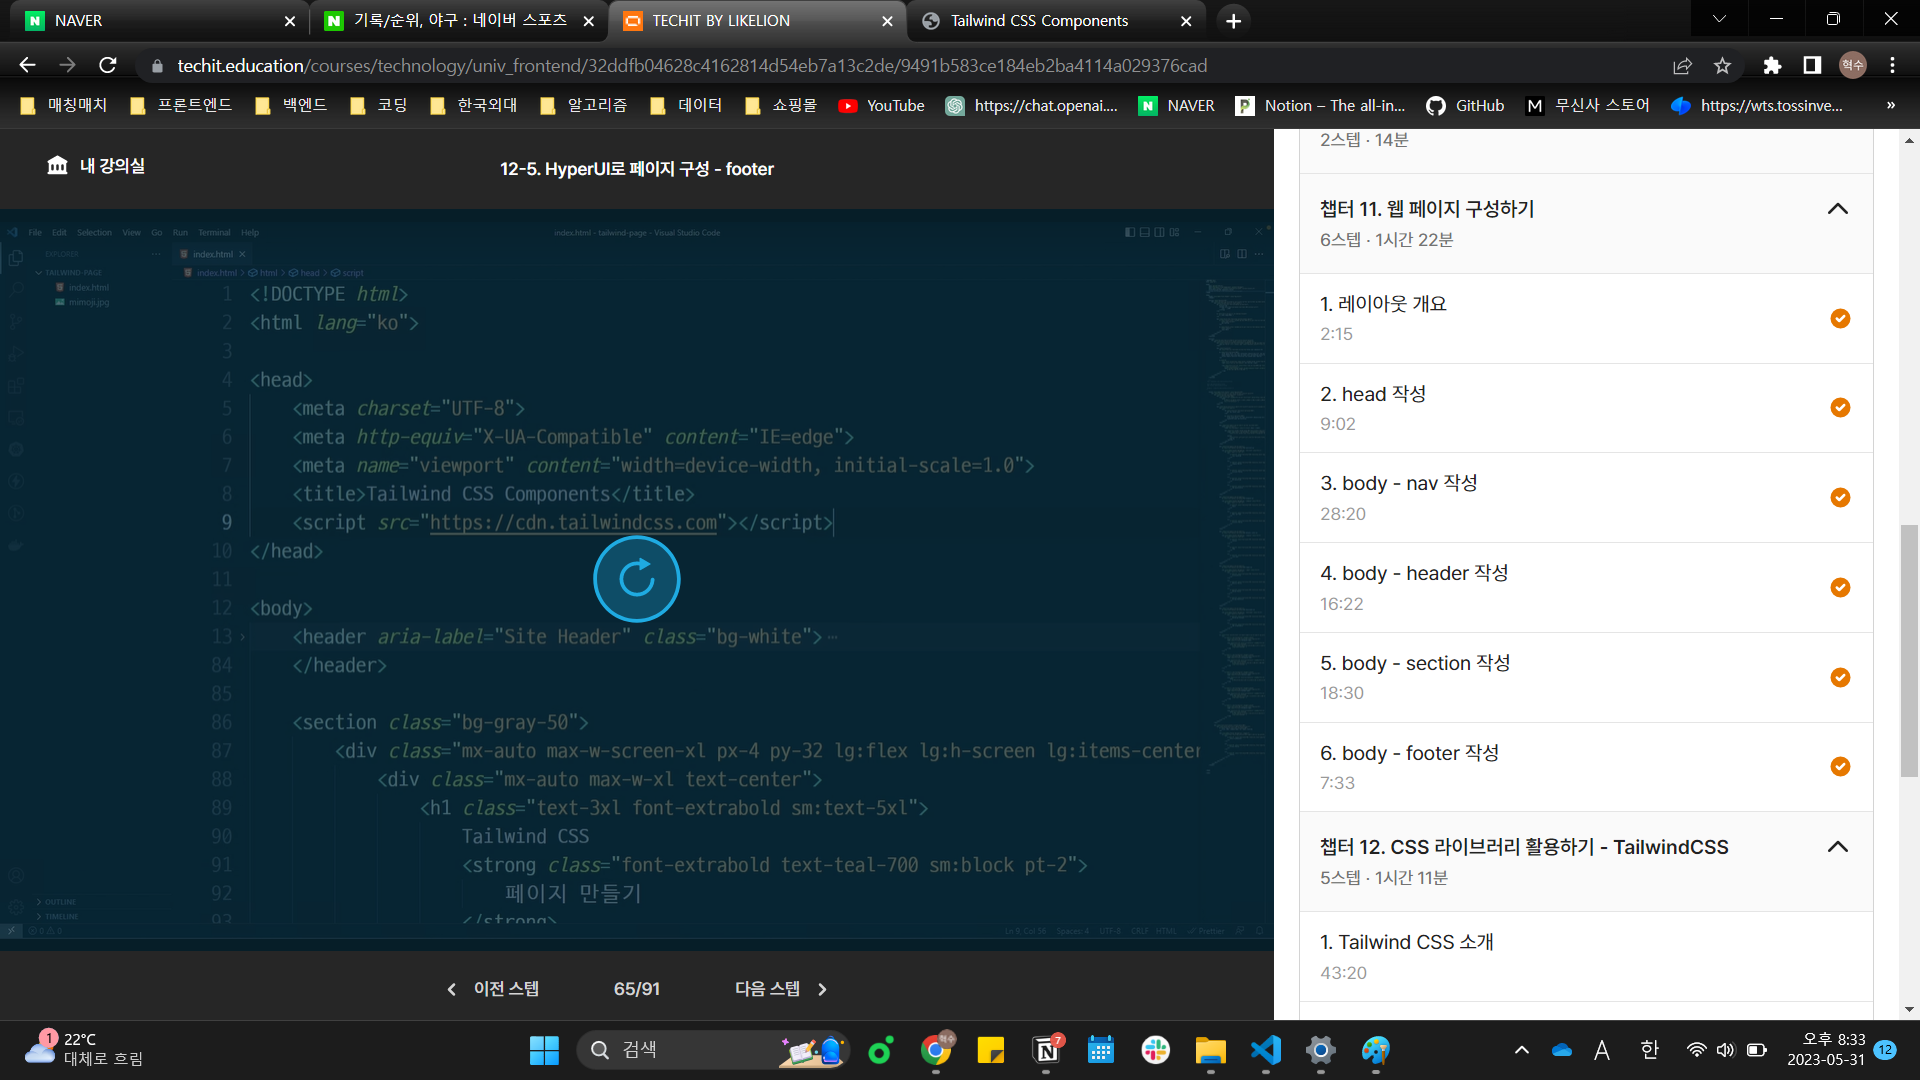 NAVER
기록/순위, 야구 : 네이버 스포츠
TECHIT BY LIKELION
Tailwind CSS Components
techit.education/courses/technology/univ_frontend/32ddfb04628c4162814d54eb7a13c2de/9491b583ce184eb2ba4114a029376cad
혁수
매칭매치
프론트엔드
백엔드
코딩
한국외대
알고리즘
데이터
쇼핑몰
YouTube
https://chat.openai....
NAVER
Notion – The all-in...
GitHub
무신사 스토어
https://wts.tossinve...
»
내 강의실
12-5. HyperUI로 페이지 구성 - footer
File Edit Selection View Go Run Terminal Help
index.html - tailwind-page - Visual Studio Code
EXPLORER
index.html
TAILWIND-PAGE
index.html > html > head > script
index.html
mimoji.jpg
1 <!DOCTYPE html>
2 <html lang="ko">
3
4 <head>
5 <meta charset="UTF-8">
6 <meta http-equiv="X-UA-Compatible" content="IE=edge">
7 <meta name="viewport" content="width=device-width, initial-scale=1.0">
8 <title>Tailwind CSS Components</title>
9 <script src="https://cdn.tailwindcss.com"></script>
10 </head>
11
12 <body>
13 <header aria-label="Site Header" class="bg-white"> ...
84 </header>
85
86 <section class="bg-gray-50">
87 <div class="mx-auto max-w-screen-xl px-4 py-32 lg:flex lg:h-screen lg:items-center
88 <div class="mx-auto max-w-xl text-center">
89 <h1 class="text-3xl font-extrabold sm:text-5xl">
90 Tailwind CSS
91 <strong class="font-extrabold text-teal-700 sm:block pt-2">
92 페이지 만들기
93 </strong>
OUTLINE
TIMELINE
Ln 9, Col 56 Spaces: 4 UTF-8 CRLF HTML Prettier
이전 스텝
65/91
다음 스텝
2스텝 · 14분
챕터 11. 웹 페이지 구성하기
6스텝 · 1시간 22분
1. 레이아웃 개요
2:15
2. head 작성
9:02
3. body - nav 작성
28:20
4. body - header 작성
16:22
5. body - section 작성
18:30
6. body - footer 작성
7:33
챕터 12. CSS 라이브러리 활용하기 - TailwindCSS
5스텝 · 1시간 11분
1. Tailwind CSS 소개
43:20
1
22°C
대체로 흐림
검색
혁수
7
A
한
오후 8:33
2023-05-31
12